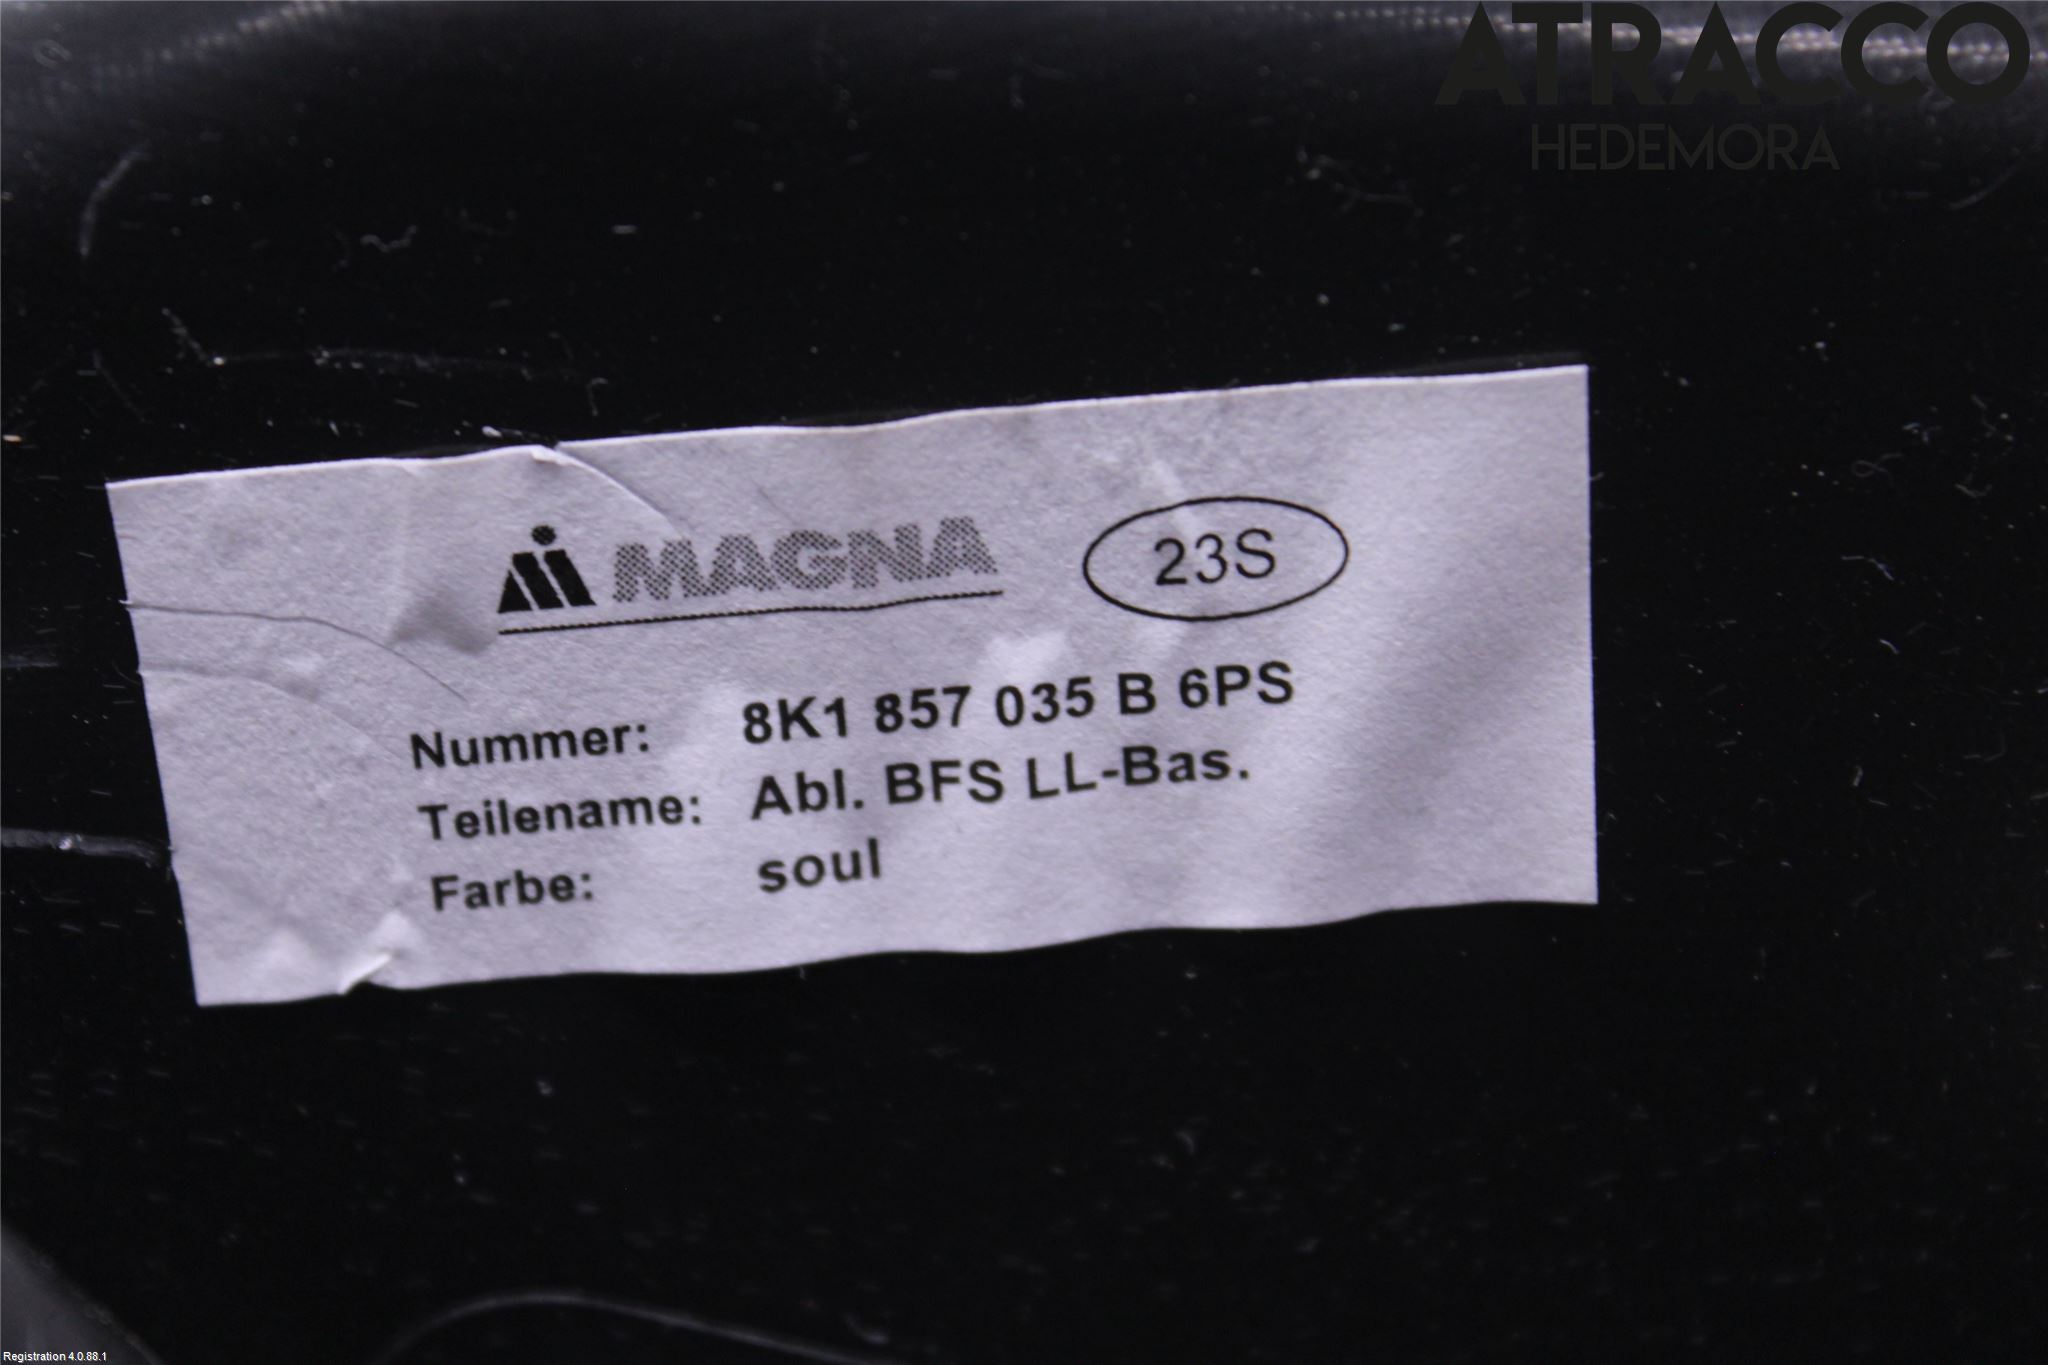 ATRACCO
HEDEMORA
MAGNA 23S
Nummer: 8K1 857 035 B 6PS
Teilename: Abl. BFS LL-Bas.
Farbe: soul
Registration 4.0.88.1